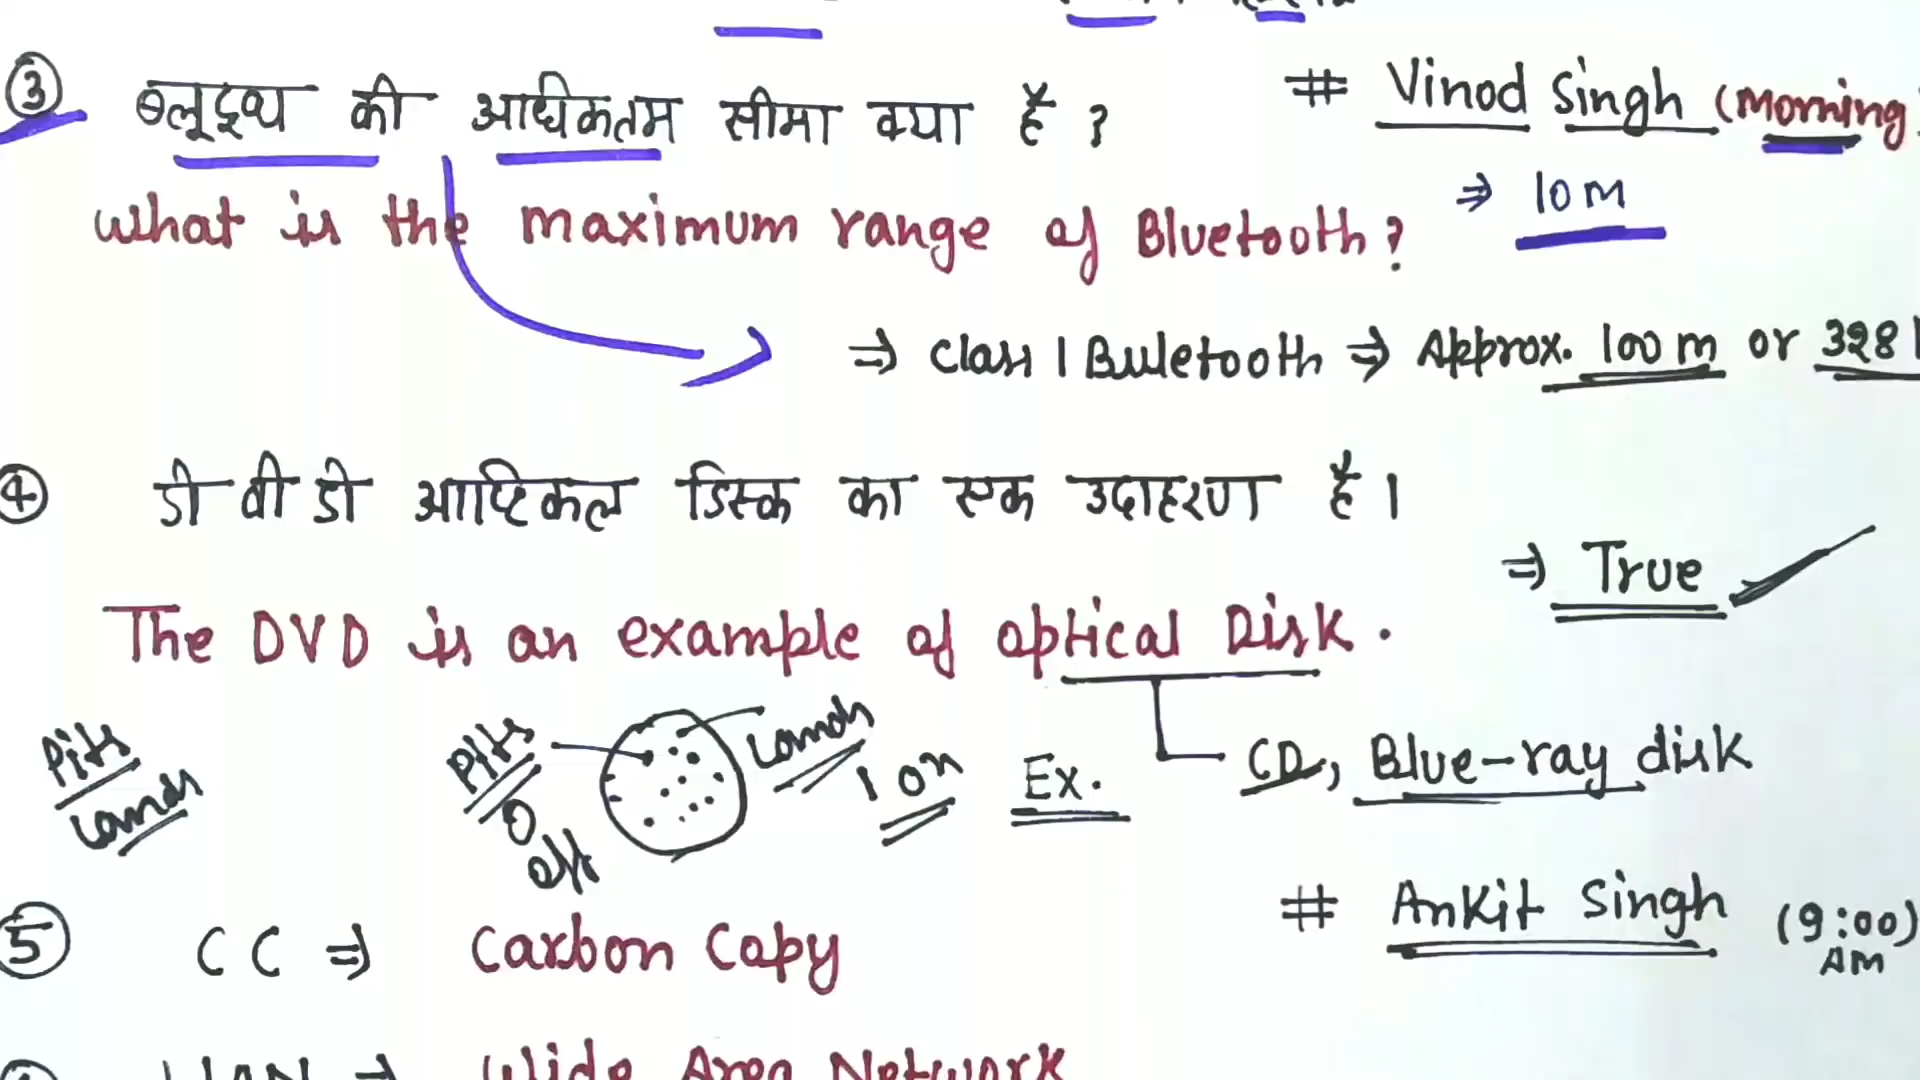 ③ ब्लूटूथ की अधिकतम सीमा क्या है ?
# Vinod Singh (Morning
What is the maximum range of Bluetooth?
⇒ 10 m
⇒ Class 1 Buletooth ⇒ Approx. 100 m or 328
④ डी वी डी आप्टिकल डिस्क का एक उदाहरण है।
⇒ True
The DVD is an example of optical Disk.
Pits
Lands
Pits
0
off
Lands
1 on
Ex.
CD, Blue-ray disk
# Ankit Singh (9:00)
AM
⑤ CC ⇒ Carbon Copy
WAN ⇒ Wide Area Network